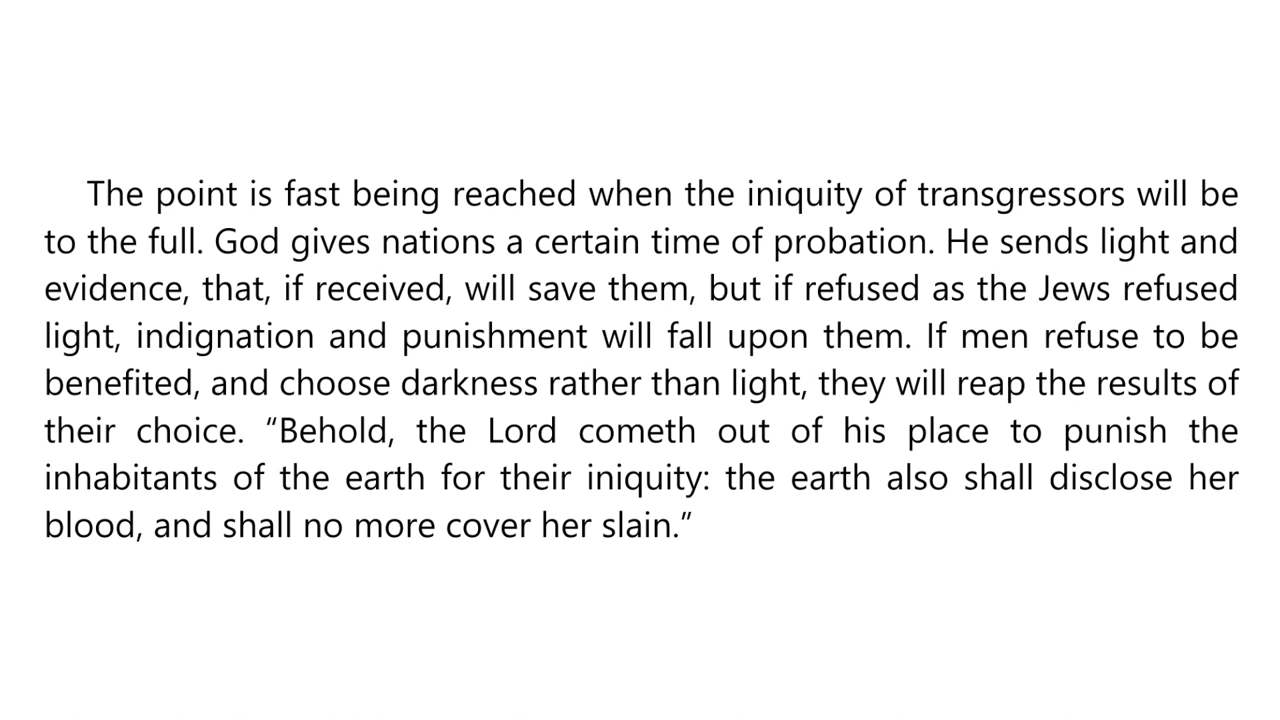 The point is fast being reached when the iniquity of transgressors will be
to the full. God gives nations a certain time of probation. He sends light and
evidence, that, if received, will save them, but if refused as the Jews refused
light, indignation and punishment will fall upon them. If men refuse to be
benefited, and choose darkness rather than light, they will reap the results of
their choice. “Behold, the Lord cometh out of his place to punish the
inhabitants of the earth for their iniquity: the earth also shall disclose her
blood, and shall no more cover her slain.”